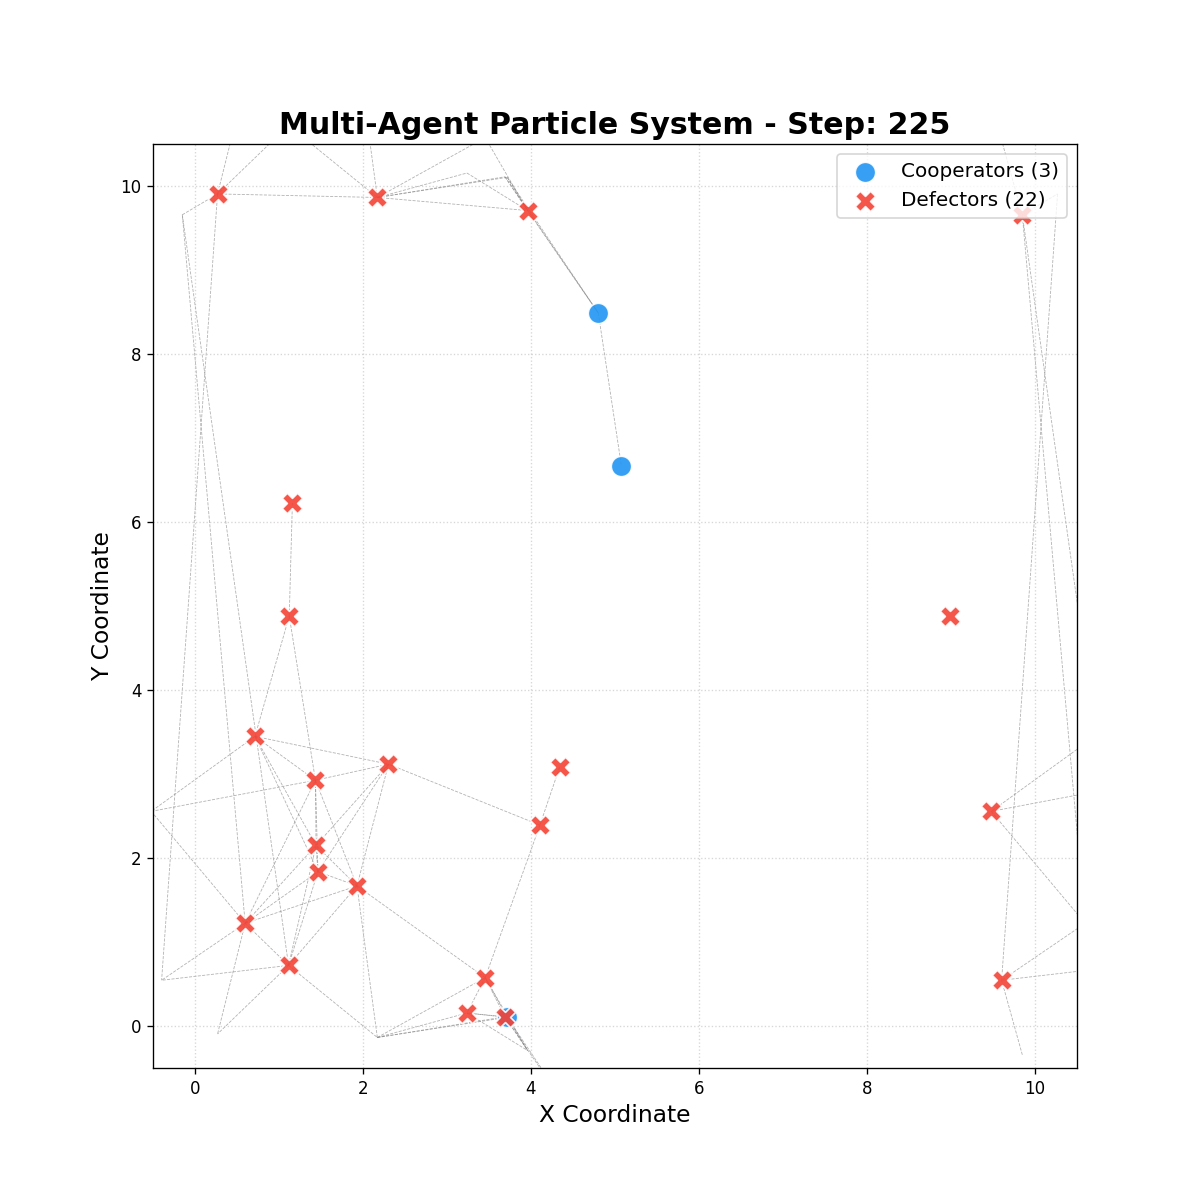 Multi-Agent Particle System - Step: 225
Cooperators (3)
Defectors (22)
10
8
6
4
2
0
Y Coordinate
0 2 4 6 8 10
X Coordinate